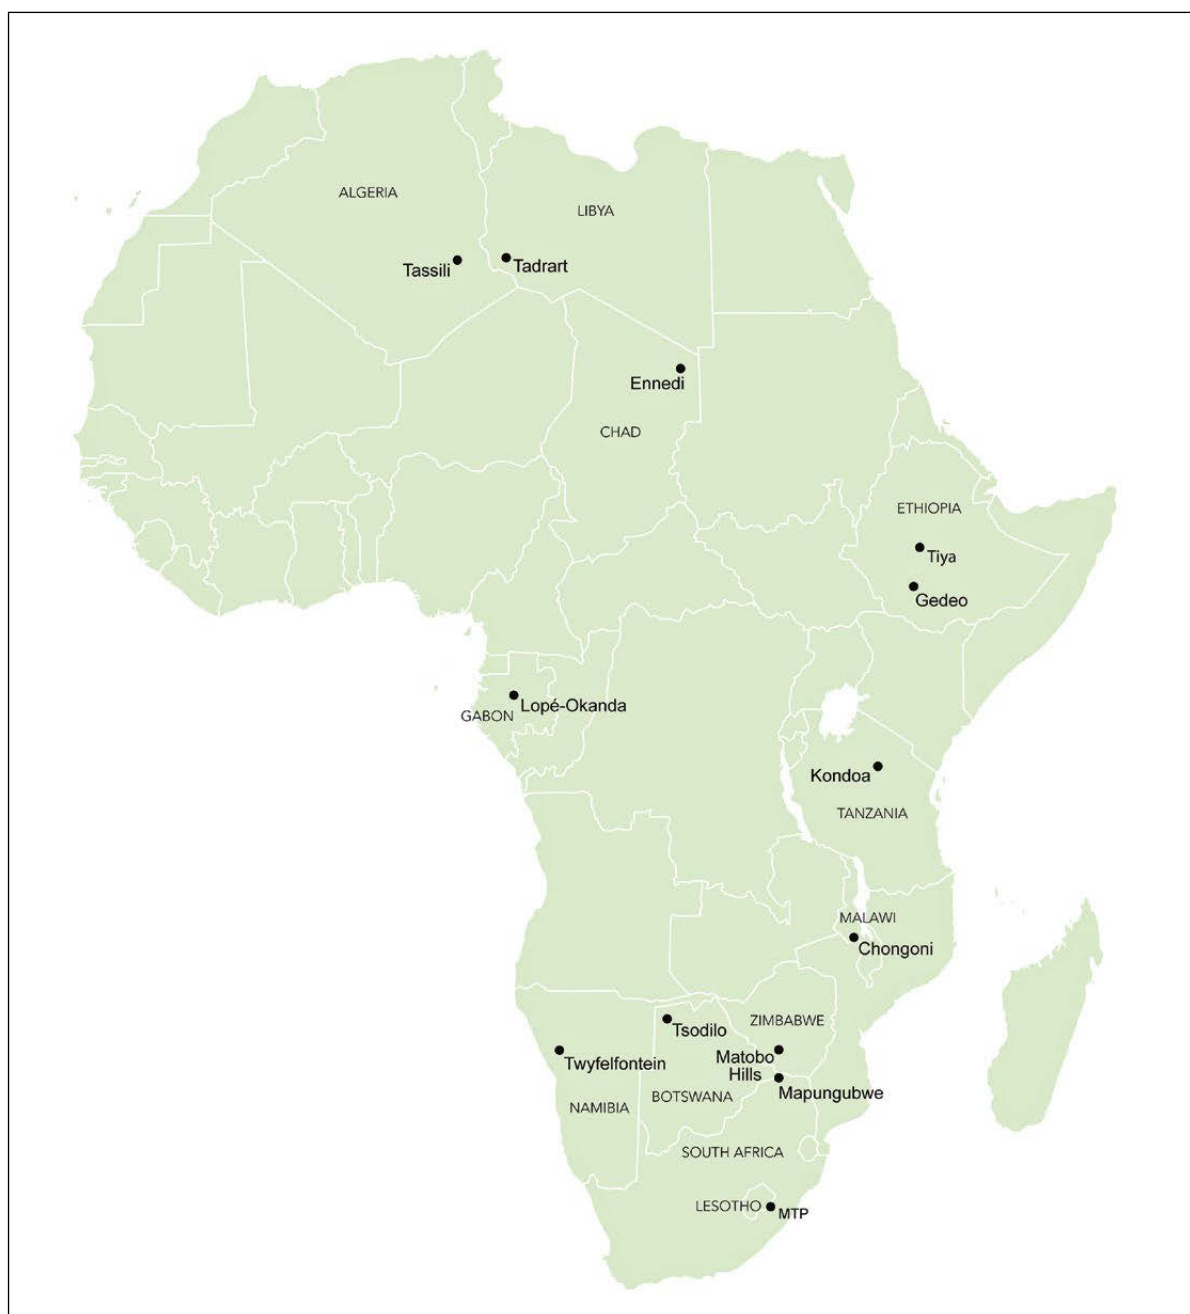 ALGERIA
LIBYA
Tassili
Tadrart
Ennedi
CHAD
ETHIOPIA
Tiya
Gedeo
Lopé-Okanda
GABON
Kondoa
TANZANIA
MALAWI
Chongoni
ZIMBABWE
Tsodilo
Matobo
Hills
Twyfelfontein
Mapungubwe
BOTSWANA
NAMIBIA
SOUTH AFRICA
LESOTHO
MTP